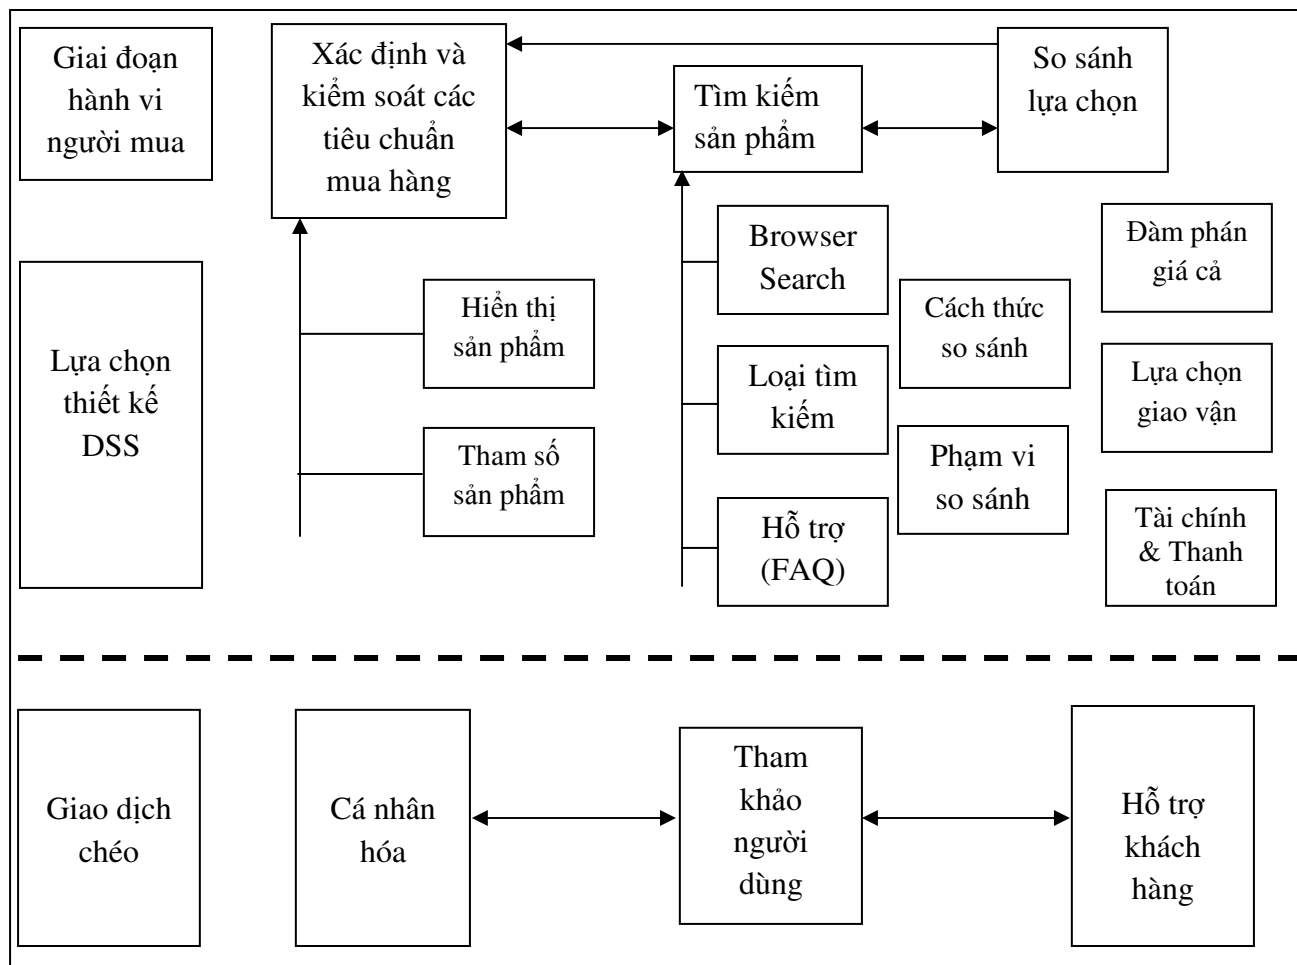 Giai đoạn
hành vi
người mua
Xác định và
kiểm soát các
tiêu chuẩn
mua hàng
Tìm kiếm
sản phẩm
So sánh
lựa chọn
Lựa chọn
thiết kế
DSS
Hiển thị
sản phẩm
Tham số
sản phẩm
Browser
Search
Loại tìm
kiếm
Hỗ trợ
(FAQ)
Cách thức
so sánh
Phạm vi
so sánh
Đàm phán
giá cả
Lựa chọn
giao vận
Tài chính
& Thanh
toán
Giao dịch
chéo
Cá nhân
hóa
Tham
khảo
người
dùng
Hỗ trợ
khách
hàng